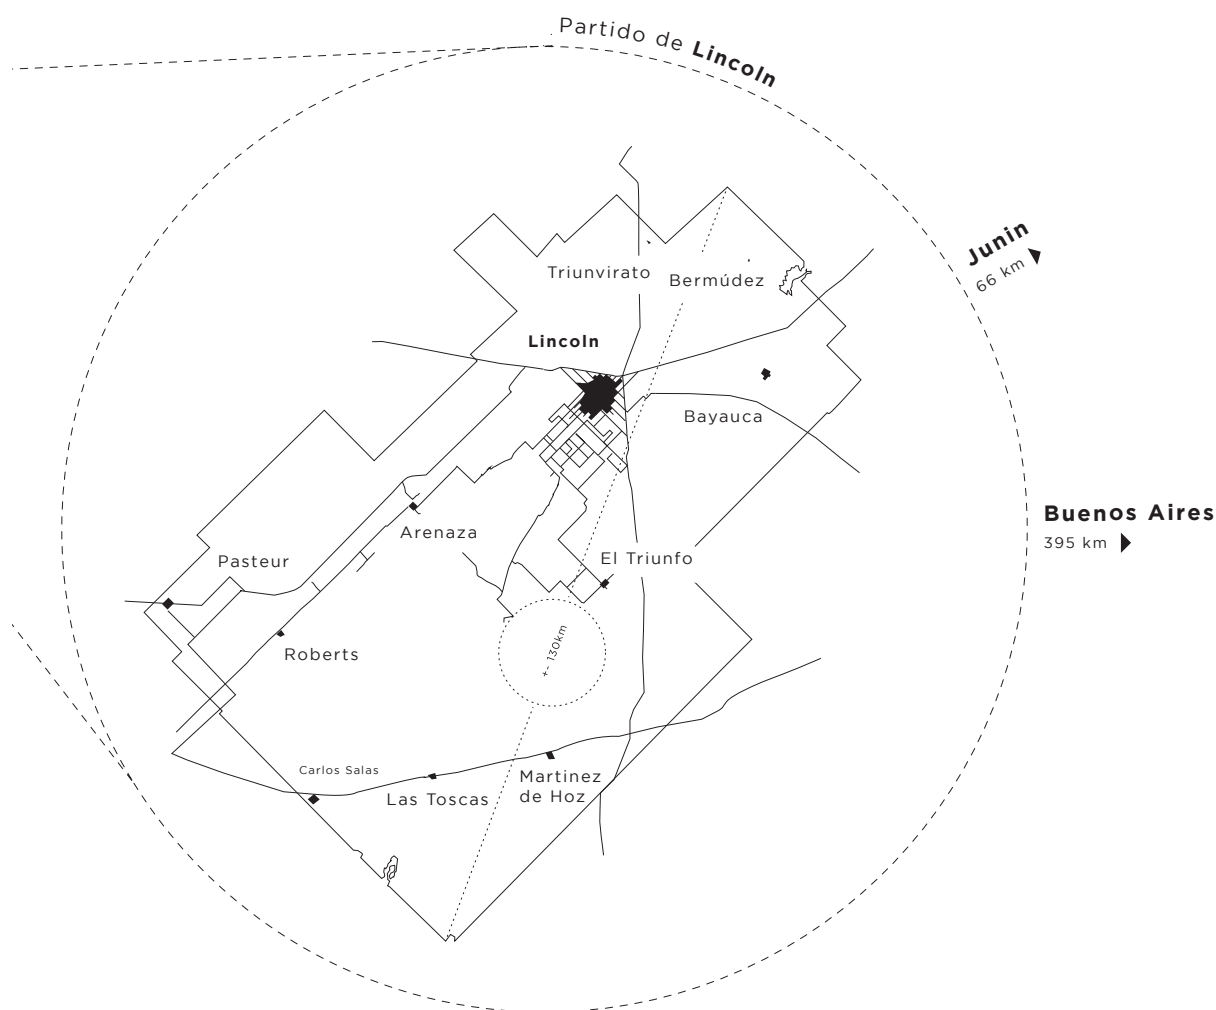 Partido de Lincoln
Junin
66 km
Triunvirato
Bermúdez
Lincoln
Bayauca
Buenos Aires
395 km
Arenaza
Pasteur
El Triunfo
Roberts
+- 130km
Carlos Salas
Las Toscas
Martinez
de Hoz